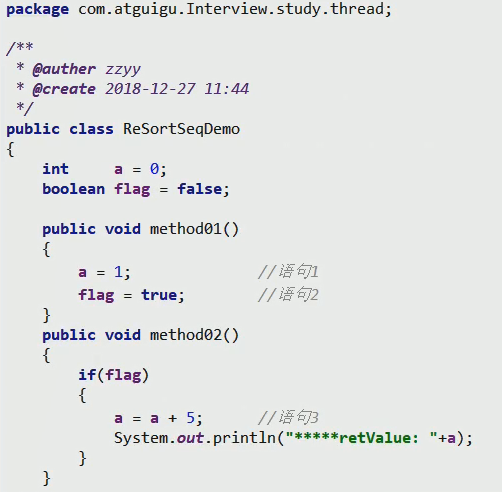 package com.atguigu.Interview.study.thread;
/**
 * @auther zzyy
 * @create 2018-12-27 11:44
 */
public class ReSortSeqDemo
{
    int     a = 0;
    boolean flag = false;
    public void method01()
    {
        a = 1;              //语句1
        flag = true;        //语句2
    }
    public void method02()
    {
        if(flag)
        {
            a = a + 5;      //语句3
            System.out.println("*****retValue: "+a);
        }
    }